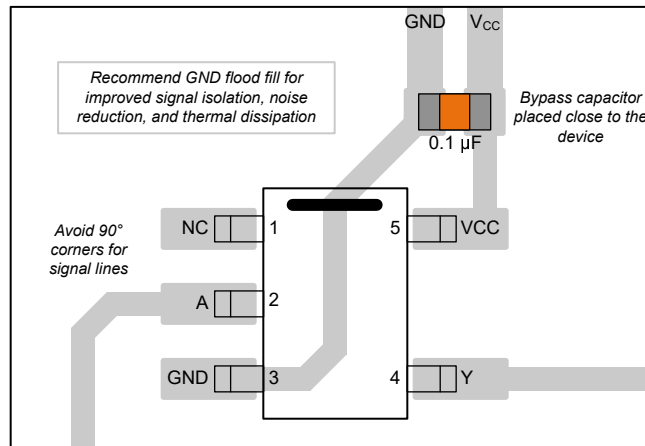 GND
V_CC
Recommend GND flood fill for
improved signal isolation, noise
reduction, and thermal dissipation
Bypass capacitor
placed close to the
device
0.1 µF
Avoid 90°
corners for
signal lines
NC
1
5
VCC
A
2
GND
3
4
Y